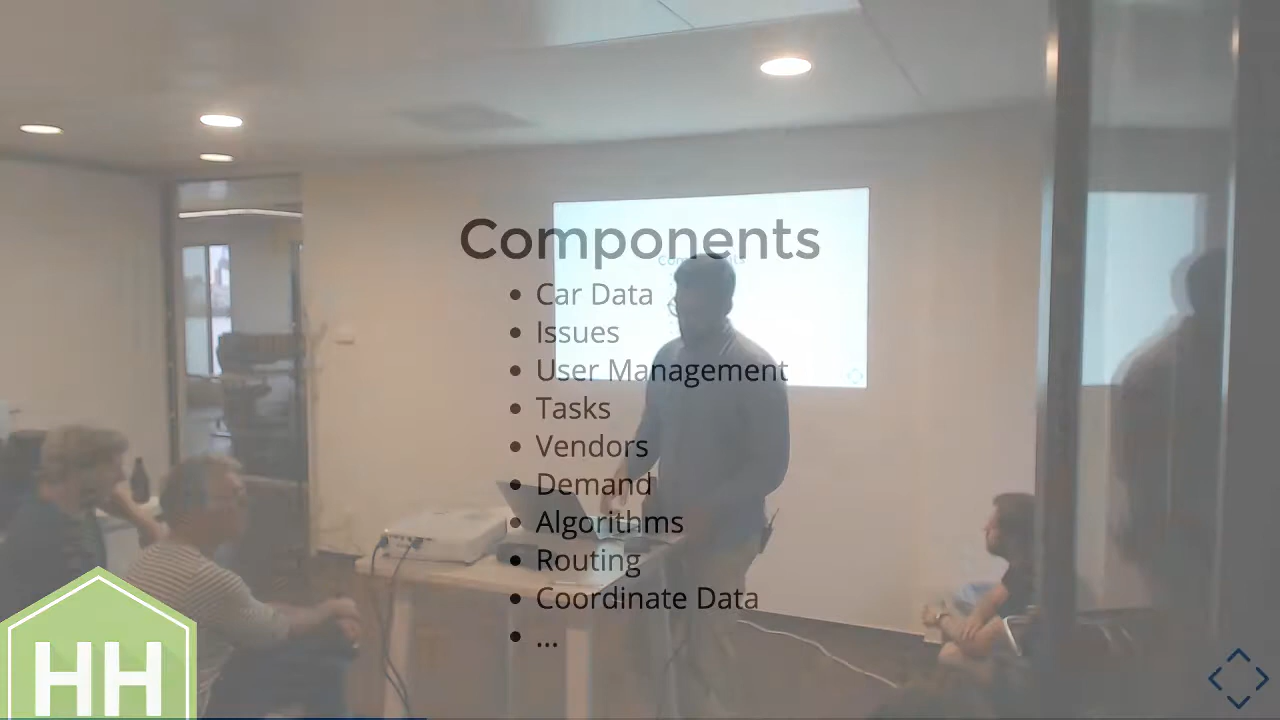 Components
• Car Data
• Issues
• User Management
• Tasks
• Vendors
• Demand
• Algorithms
• Routing
• Coordinate Data
• ...
HH